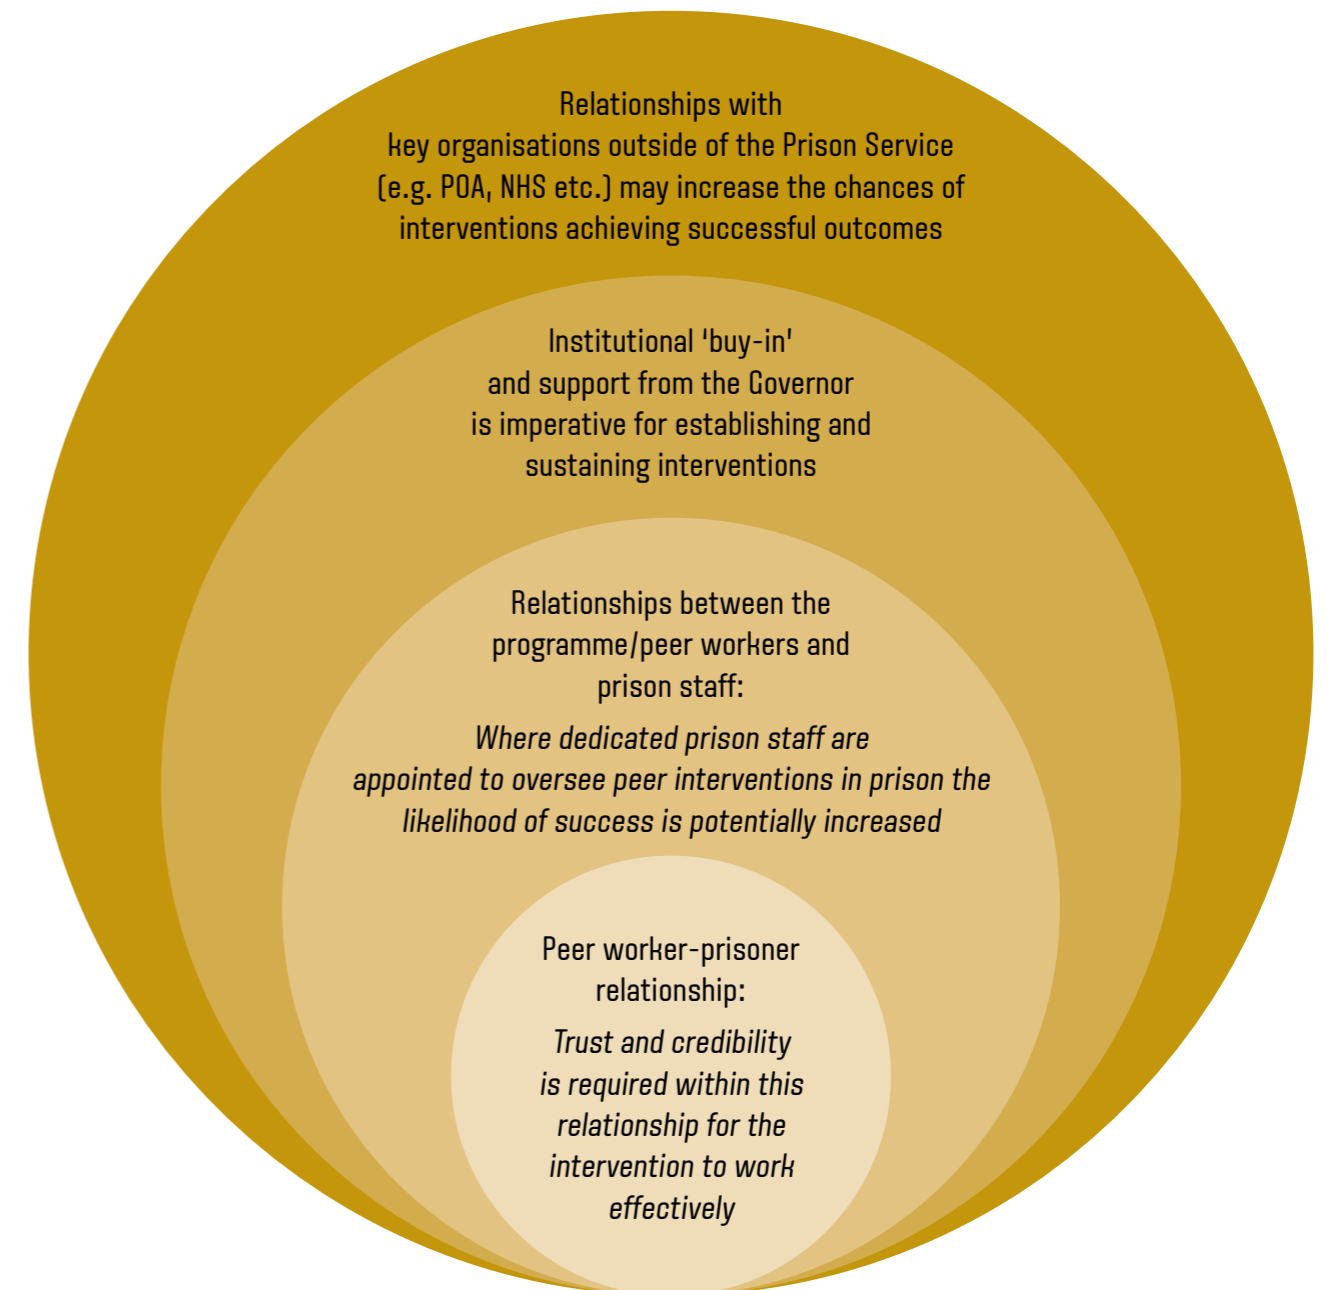 Relationships with
key organisations outside of the Prison Service
(e.g. POA, NHS etc.) may increase the chances of
interventions achieving successful outcomes
Institutional 'buy-in'
and support from the Governor
is imperative for establishing and
sustaining interventions
Relationships between the
programme/peer workers and
prison staff:
Where dedicated prison staff are
appointed to oversee peer interventions in prison the
likelihood of success is potentially increased
Peer worker-prisoner
relationship:
Trust and credibility
is required within this
relationship for the
intervention to work
effectively